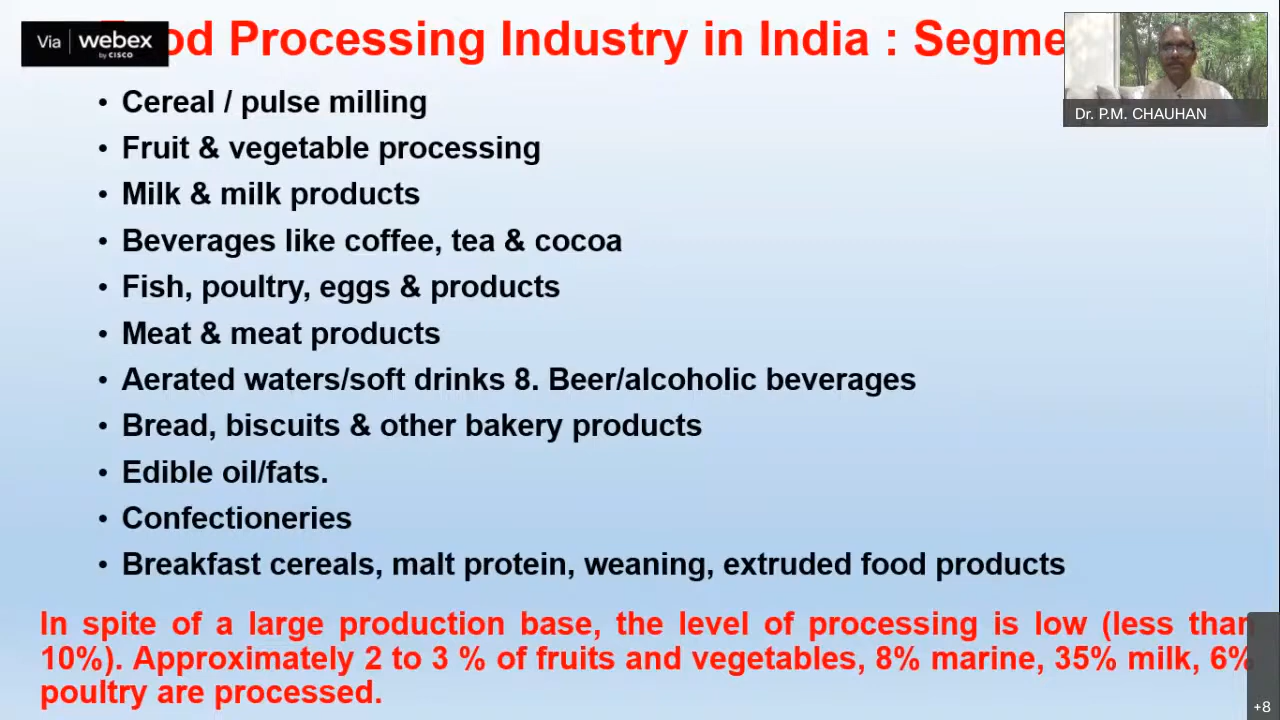 Via webex
by CISCO
od Processing Industry in India : Segme
Dr. P.M. CHAUHAN
• Cereal / pulse milling
• Fruit & vegetable processing
• Milk & milk products
• Beverages like coffee, tea & cocoa
• Fish, poultry, eggs & products
• Meat & meat products
• Aerated waters/soft drinks 8. Beer/alcoholic beverages
• Bread, biscuits & other bakery products
• Edible oil/fats.
• Confectioneries
• Breakfast cereals, malt protein, weaning, extruded food products
In spite of a large production base, the level of processing is low (less than
10%). Approximately 2 to 3 % of fruits and vegetables, 8% marine, 35% milk, 6%
poultry are processed.
+8